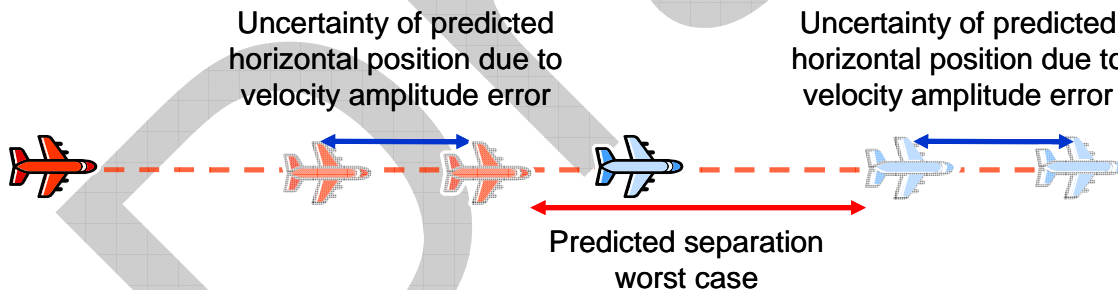 Uncertainty of predicted
horizontal position due to
velocity amplitude error
Uncertainty of predicted
horizontal position due to
velocity amplitude error
Predicted separation
worst case